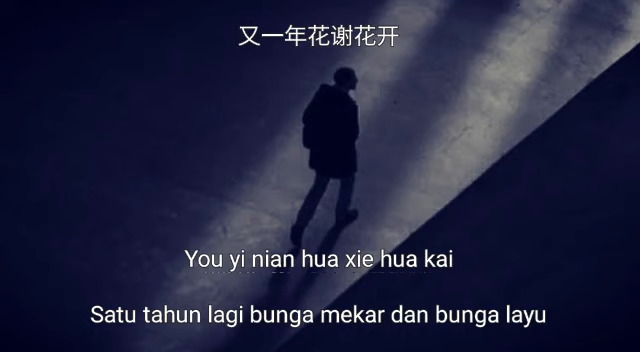 又一年花谢花开
You yi nian hua xie hua kai
Satu tahun lagi bunga mekar dan bunga layu